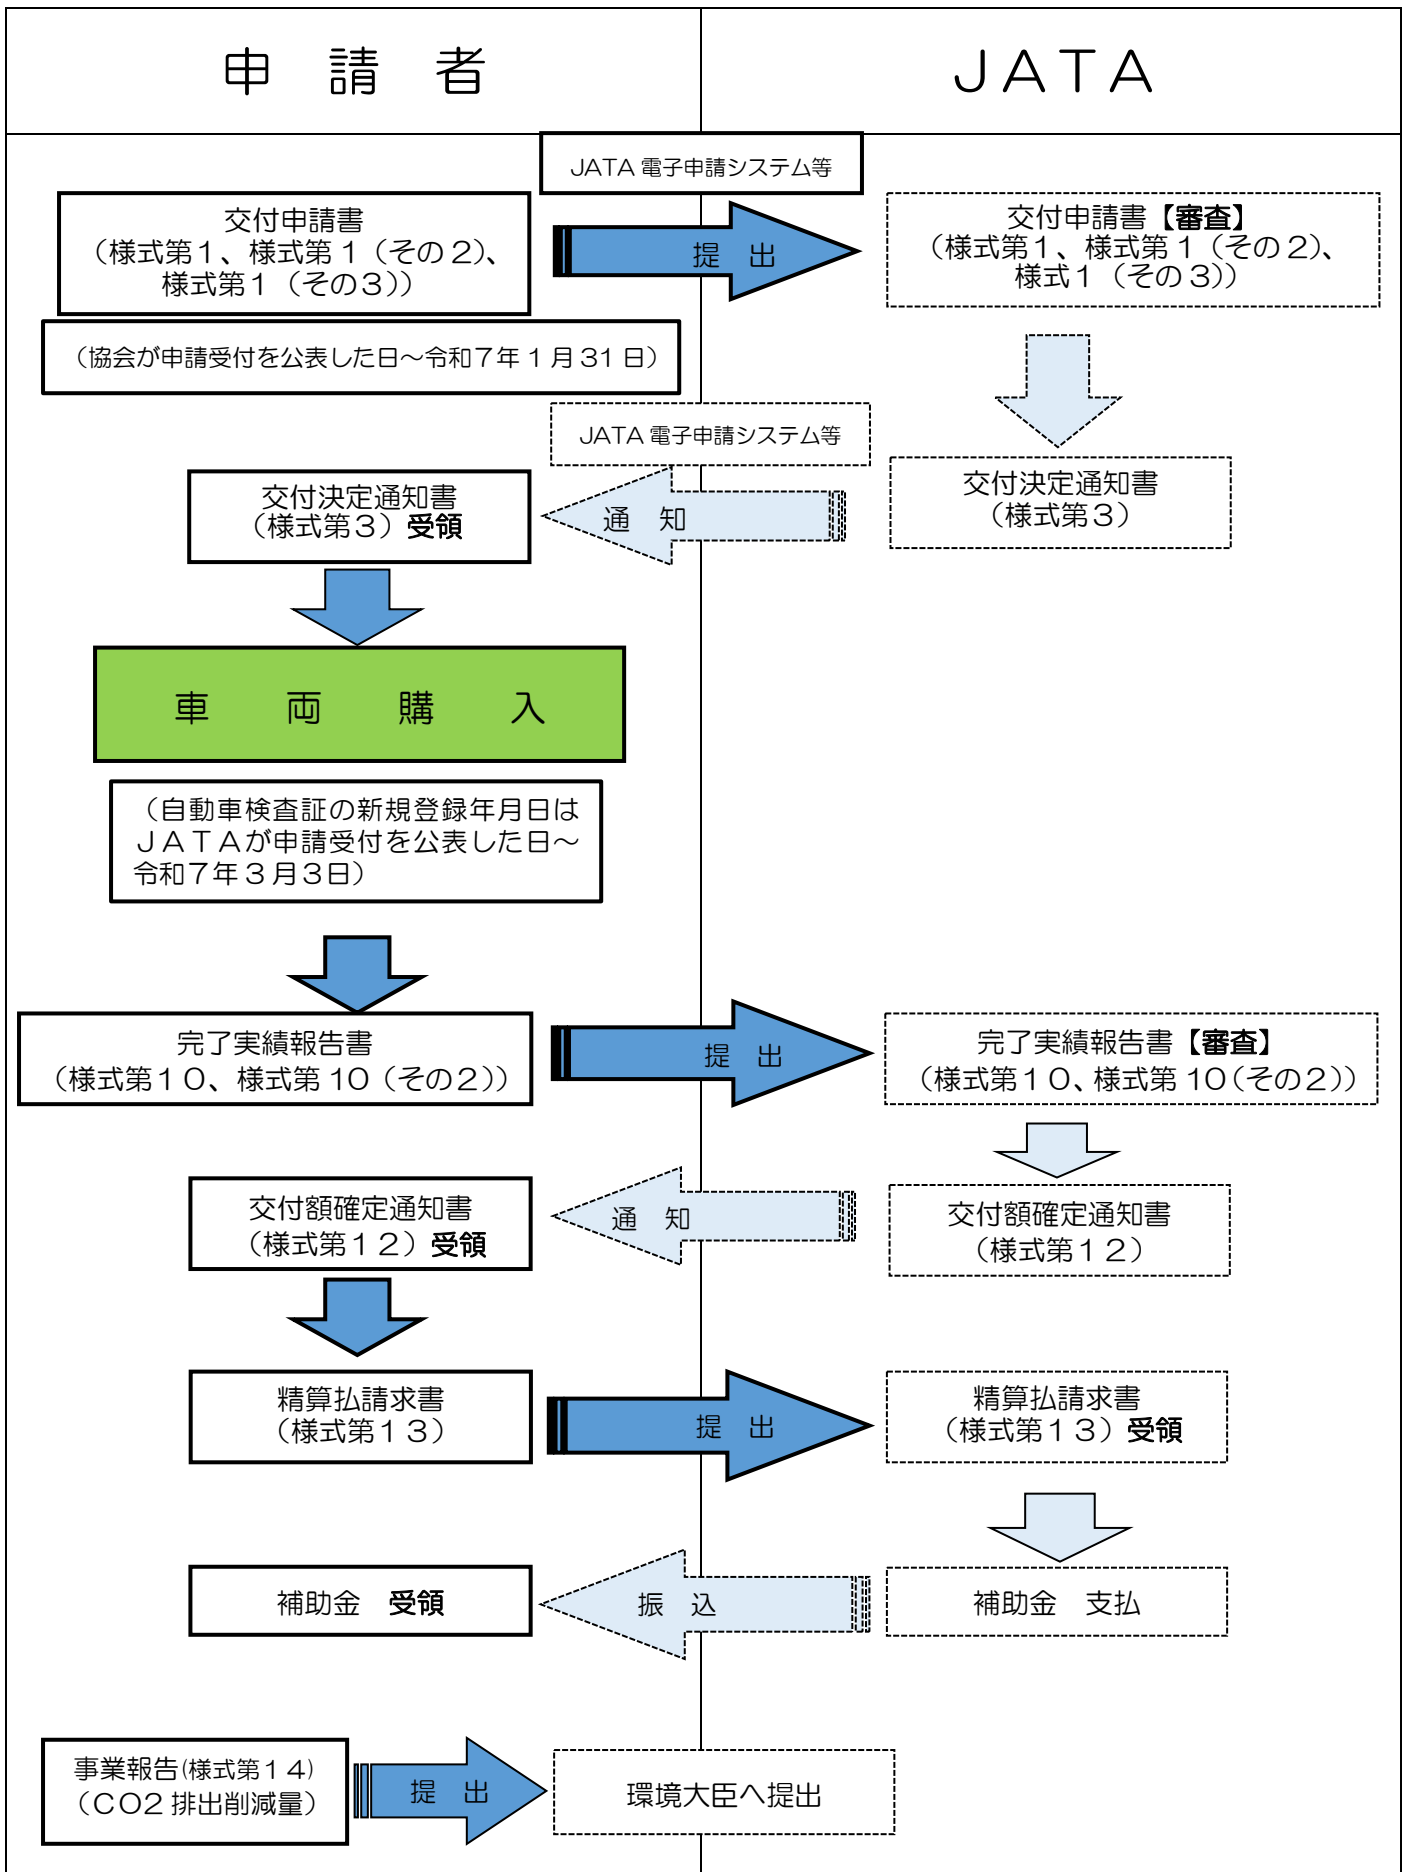 申　請　者
ＪＡＴＡ
JATA 電子申請システム等
交付申請書
（様式第１、様式第１（その２）、
様式第１（その３））
提　出
交付申請書【審査】
（様式第１、様式第１（その２）、
様式１（その３））
（協会が申請受付を公表した日～令和７年１月 31 日）
JATA 電子申請システム等
交付決定通知書
（様式第３）受領
通　知
交付決定通知書
（様式第３）
車　両　購　入
（自動車検査証の新規登録年月日は
ＪＡＴＡが申請受付を公表した日～
令和７年３月３日）
完了実績報告書
（様式第１０、様式第 10（その２））
提　出
完了実績報告書【審査】
（様式第１０、様式第 10（その２））
交付額確定通知書
（様式第１２）受領
通　知
交付額確定通知書
（様式第１２）
精算払請求書
（様式第１３）
提　出
精算払請求書
（様式第１３）受領
補助金　受領
振　込
補助金　支払
事業報告(様式第１４)
（ＣＯ２排出削減量）
提　出
環境大臣へ提出